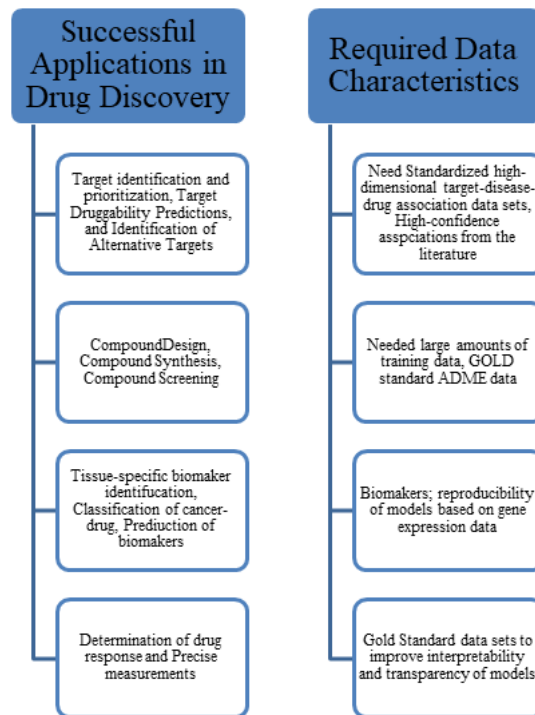 Successful
Applications in
Drug Discovery
Target identification and
prioritization, Target
Druggability Predictions,
and Identification of
Alternative Targets
CompoundDesign,
Compound Synthesis,
Compound Screening
Tissue-specific biomaker
identifucation,
Classification of cancer-
drug, Prediuction of
biomakers
Determination of drug
response and Precise
measurements
Required Data
Characteristics
Need Standardized high-
dimensional target-disease-
drug association data sets,
High-confidence
asspciations from the
literature
Needed large amounts of
training data, GOLD
standard ADME data
Biomakers; reproducibility
of models based on gene
expression data
Gold Standard data sets to
improve interpretability
and transparency of models